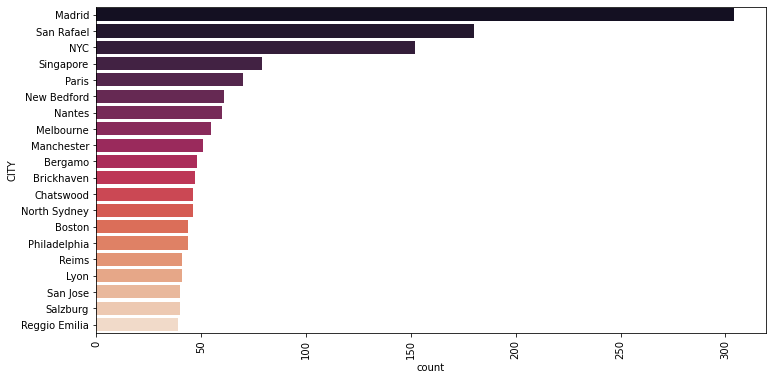 Madrid
San Rafael
NYC
Singapore
Paris
New Bedford
Nantes
Melbourne
Manchester
Bergamo
Brickhaven
Chatswood
North Sydney
Boston
Philadelphia
Reims
Lyon
San Jose
Salzburg
Reggio Emilia
CITY
0
50
100
150
200
250
300
count